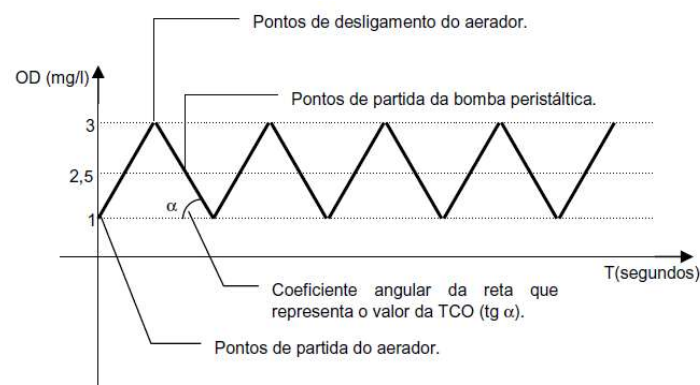 Pontos de desligamento do aerador.
OD (mg/l)
Pontos de partida da bomba peristáltica.
3
2,5
α
1
T(segundos)
Coeficiente angular da reta que
representa o valor da TCO (tg α).
Pontos de partida do aerador.